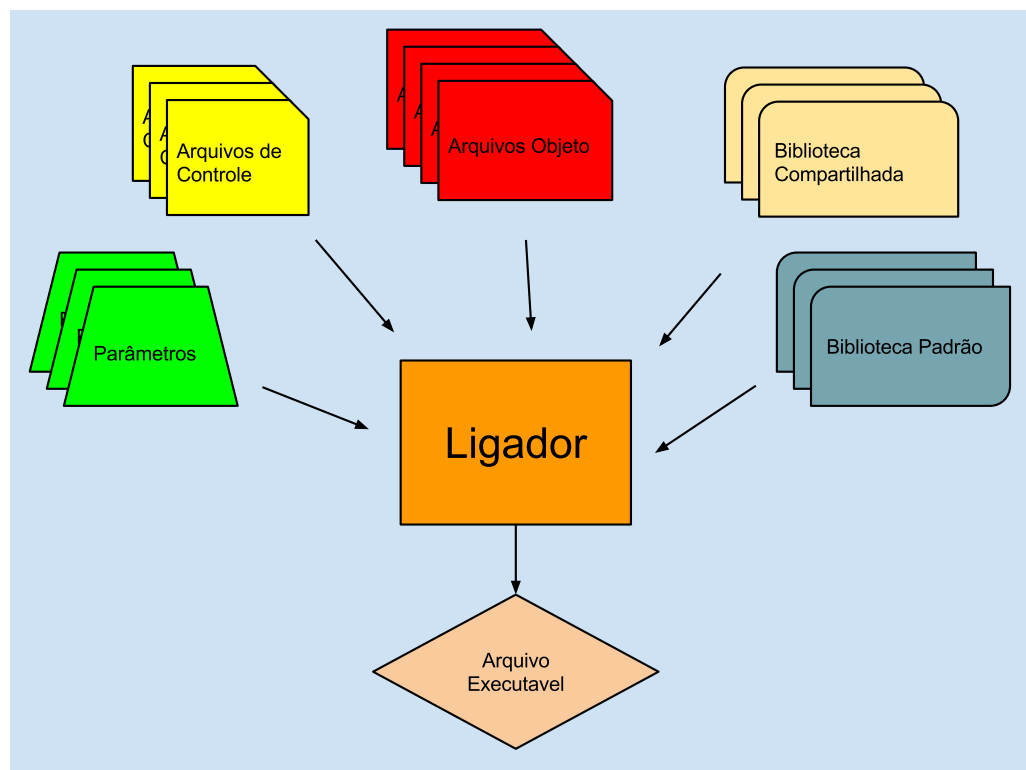 Arquivos de
Controle
Arquivos Objeto
Biblioteca
Compartilhada
Parâmetros
Biblioteca Padrão
Ligador
Arquivo
Executavel